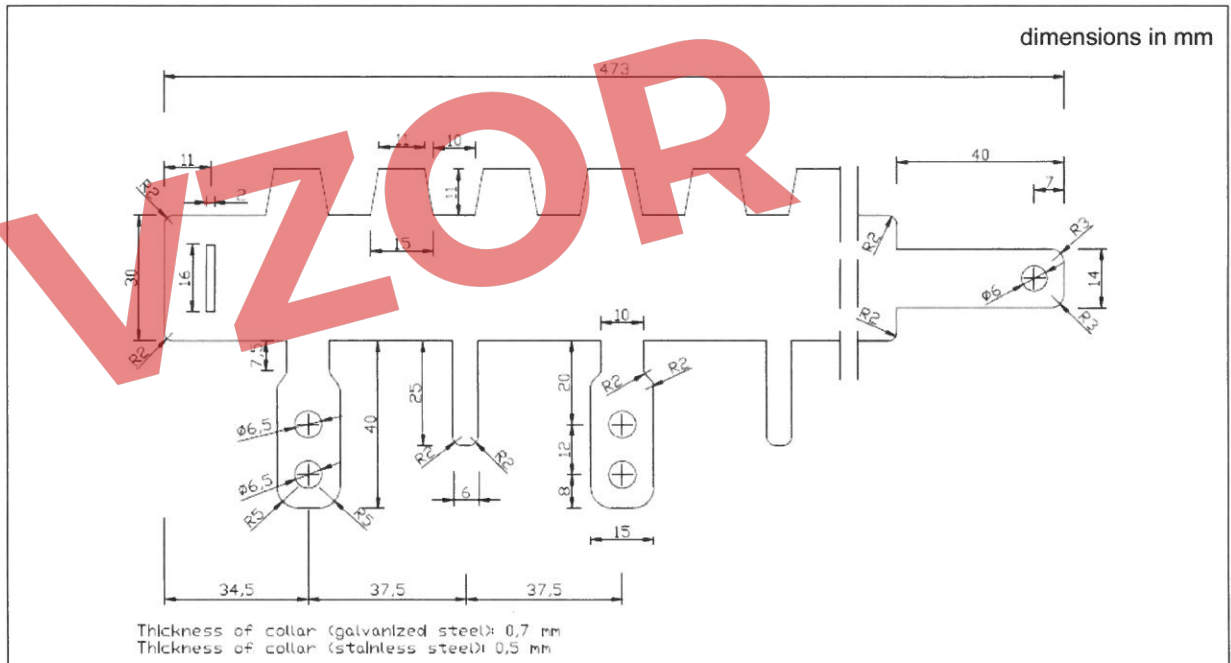 dimensions in mm
473
11
10
40
11
7
R2
2
11
R2
R3
15
30
16
Ø6
14
10
R2
R3
R2
7,5
25
20
R2
R2
Ø6,5
40
12
R2
R2
Ø6,5
6
8
R5
R5
15
34,5
37,5
37,5
Thickness of collar (galvanized steel): 0,7 mm
Thickness of collar (stainless steel): 0,5 mm
VZOR